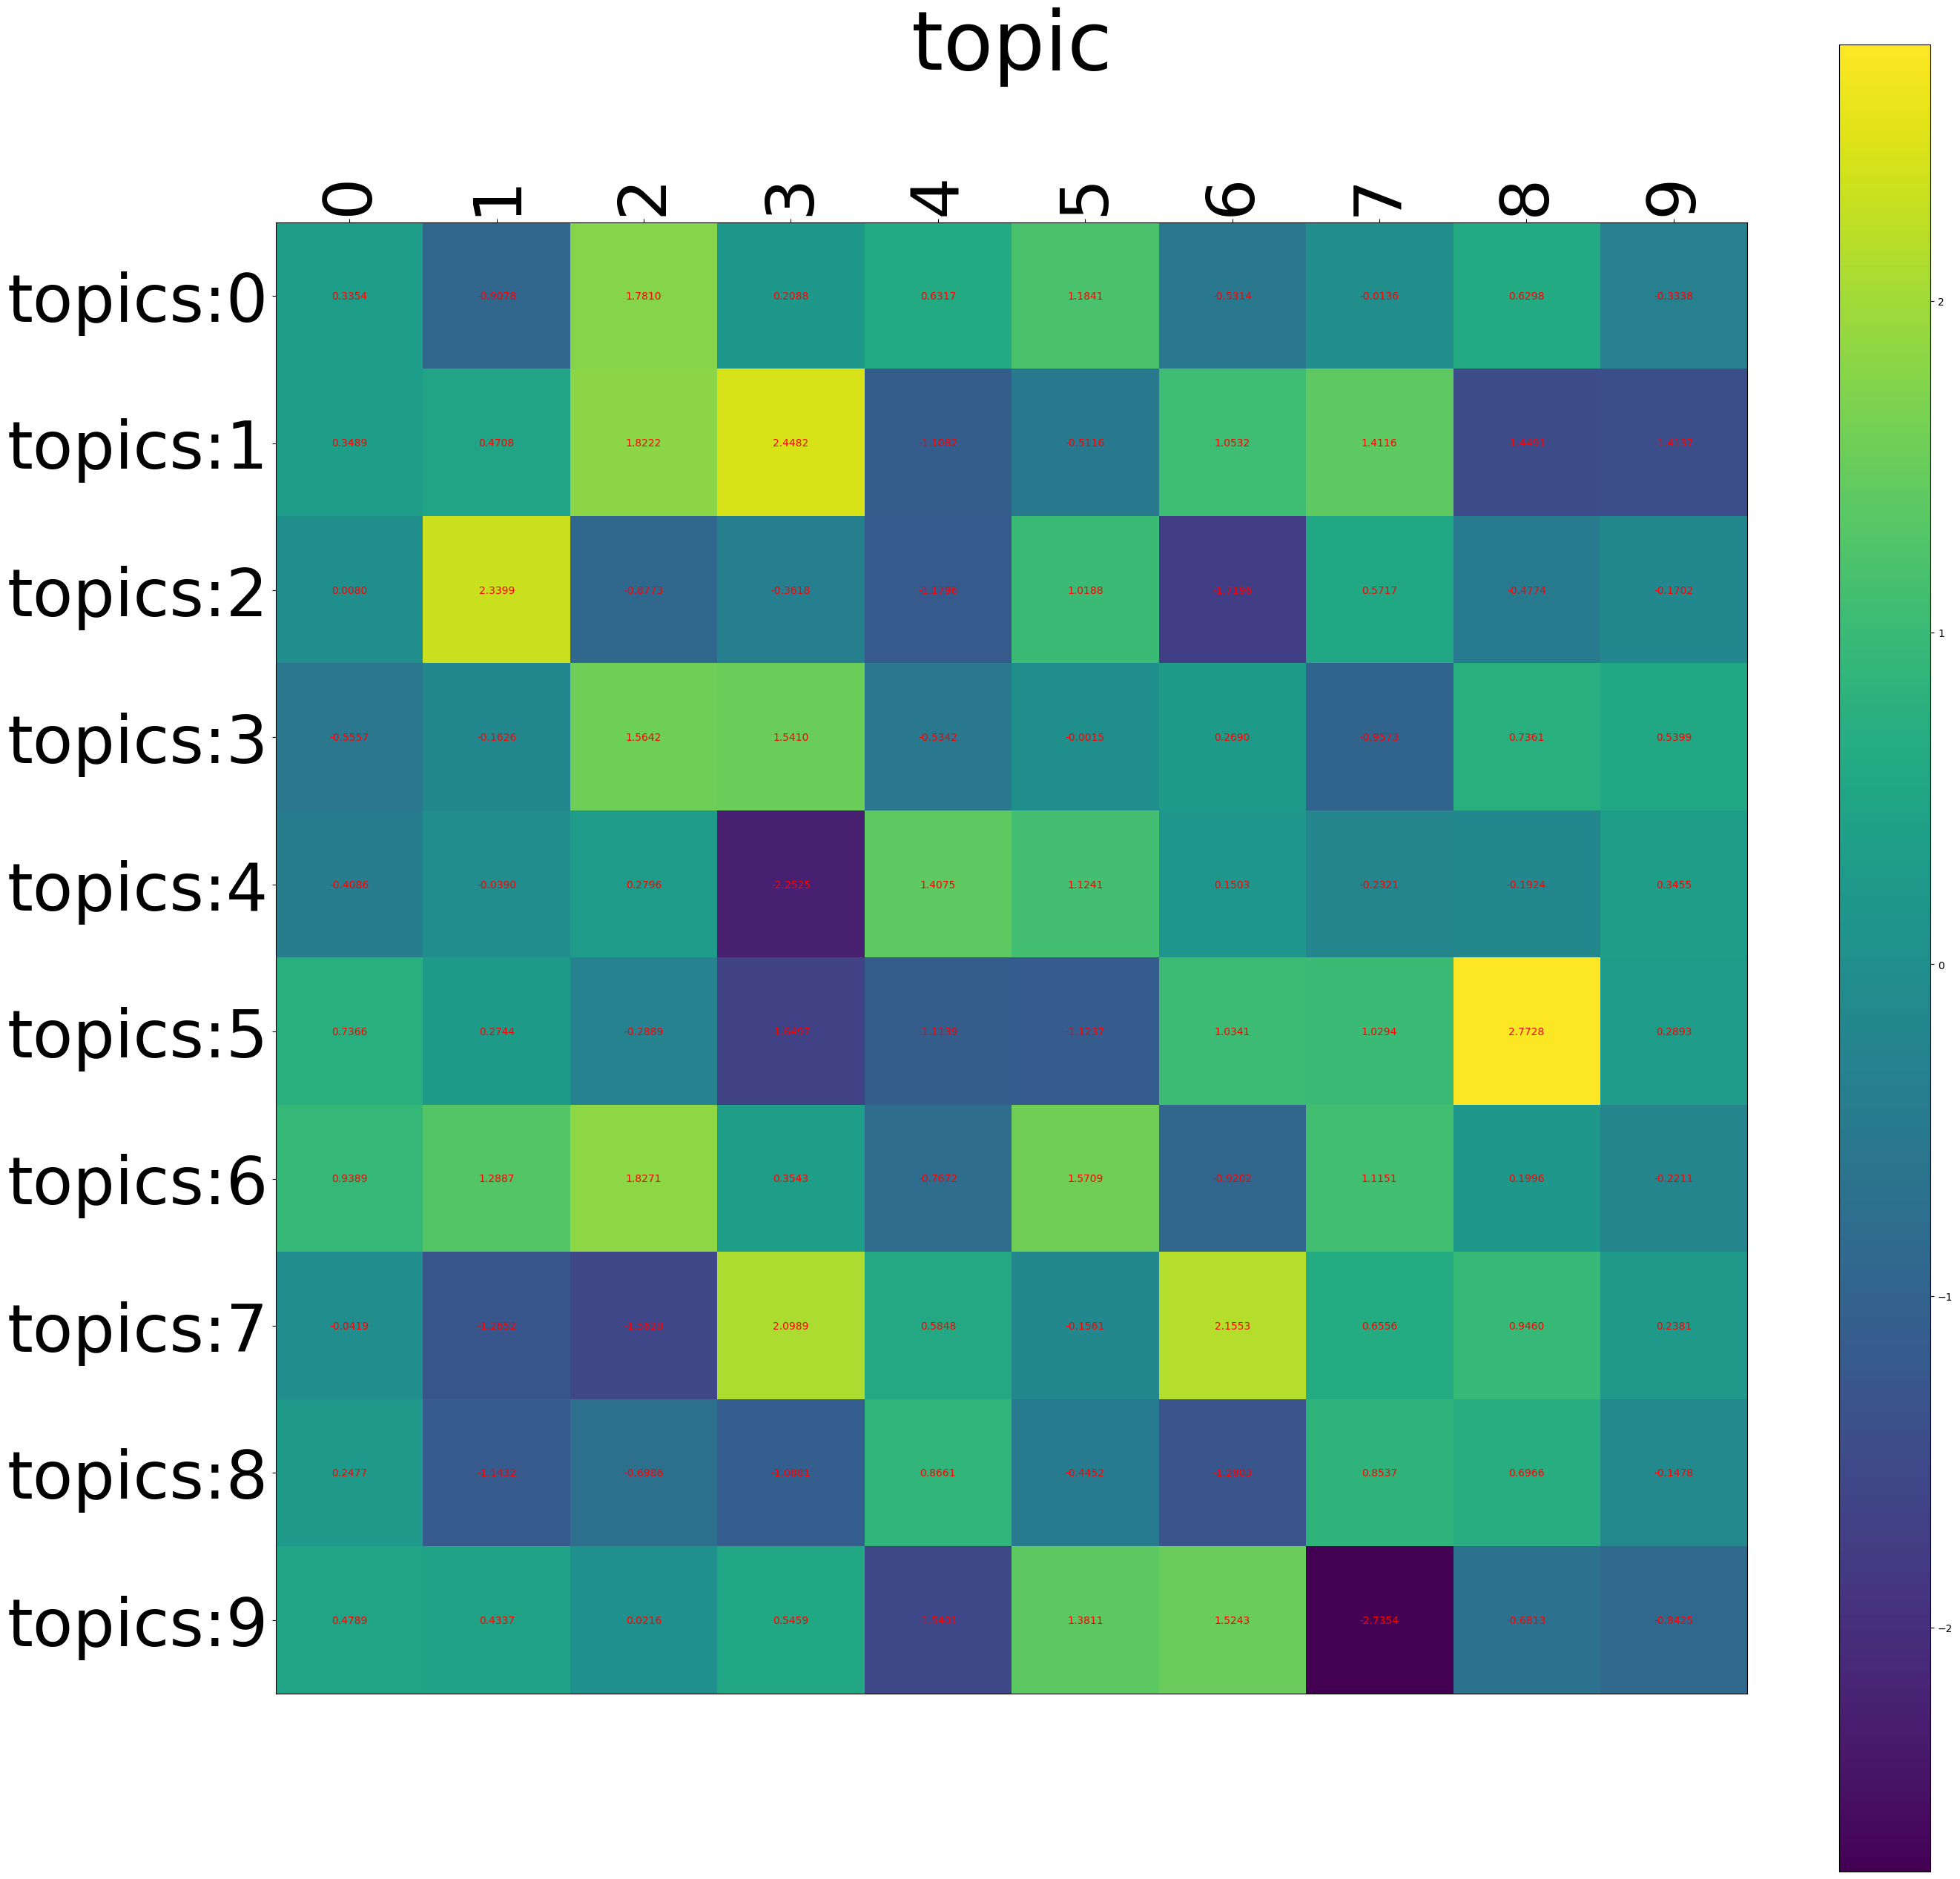 topic
0 1 2 3 4 5 6 7 8 9
topics:0 0.3354 -0.9078 1.7810 0.2088 0.6317 1.1841 -0.5314 -0.0136 0.6298 -0.3338
2
topics:1 0.3489 0.4708 1.8222 2.4482 -0.5116 1.0532 1.4116
topics:2 0.0080 2.3399 -0.8773 -0.3618 1.0188 0.5717 -0.4774 -0.1702
1
topics:3 -0.5557 -0.1626 1.5642 1.5410 -0.5342 -0.0015 0.2690 0.7361 0.5399
topics:4 -0.4086 -0.0390 0.2796 -2.2525 1.4075 1.1241 0.1503 -0.2321 -0.1924 0.3455
0
topics:5 0.7366 0.2744 -0.2889 1.0341 1.0294 2.7728 0.2893
topics:6 0.9389 1.2887 1.8271 0.3543 -0.7672 1.5709 -0.9202 1.1151 0.1996 -0.2211
−1
topics:7 -0.0419 2.0989 0.5848 -0.1561 2.1553 0.6556 0.9460 0.2381
topics:8 0.2477 -0.6986 0.8661 -0.4452 0.8537 0.6966 -0.1478
topics:9 0.4789 0.4337 0.0216 0.5459 1.3811 1.5243 -2.7354 -0.6813 -0.8425
−2